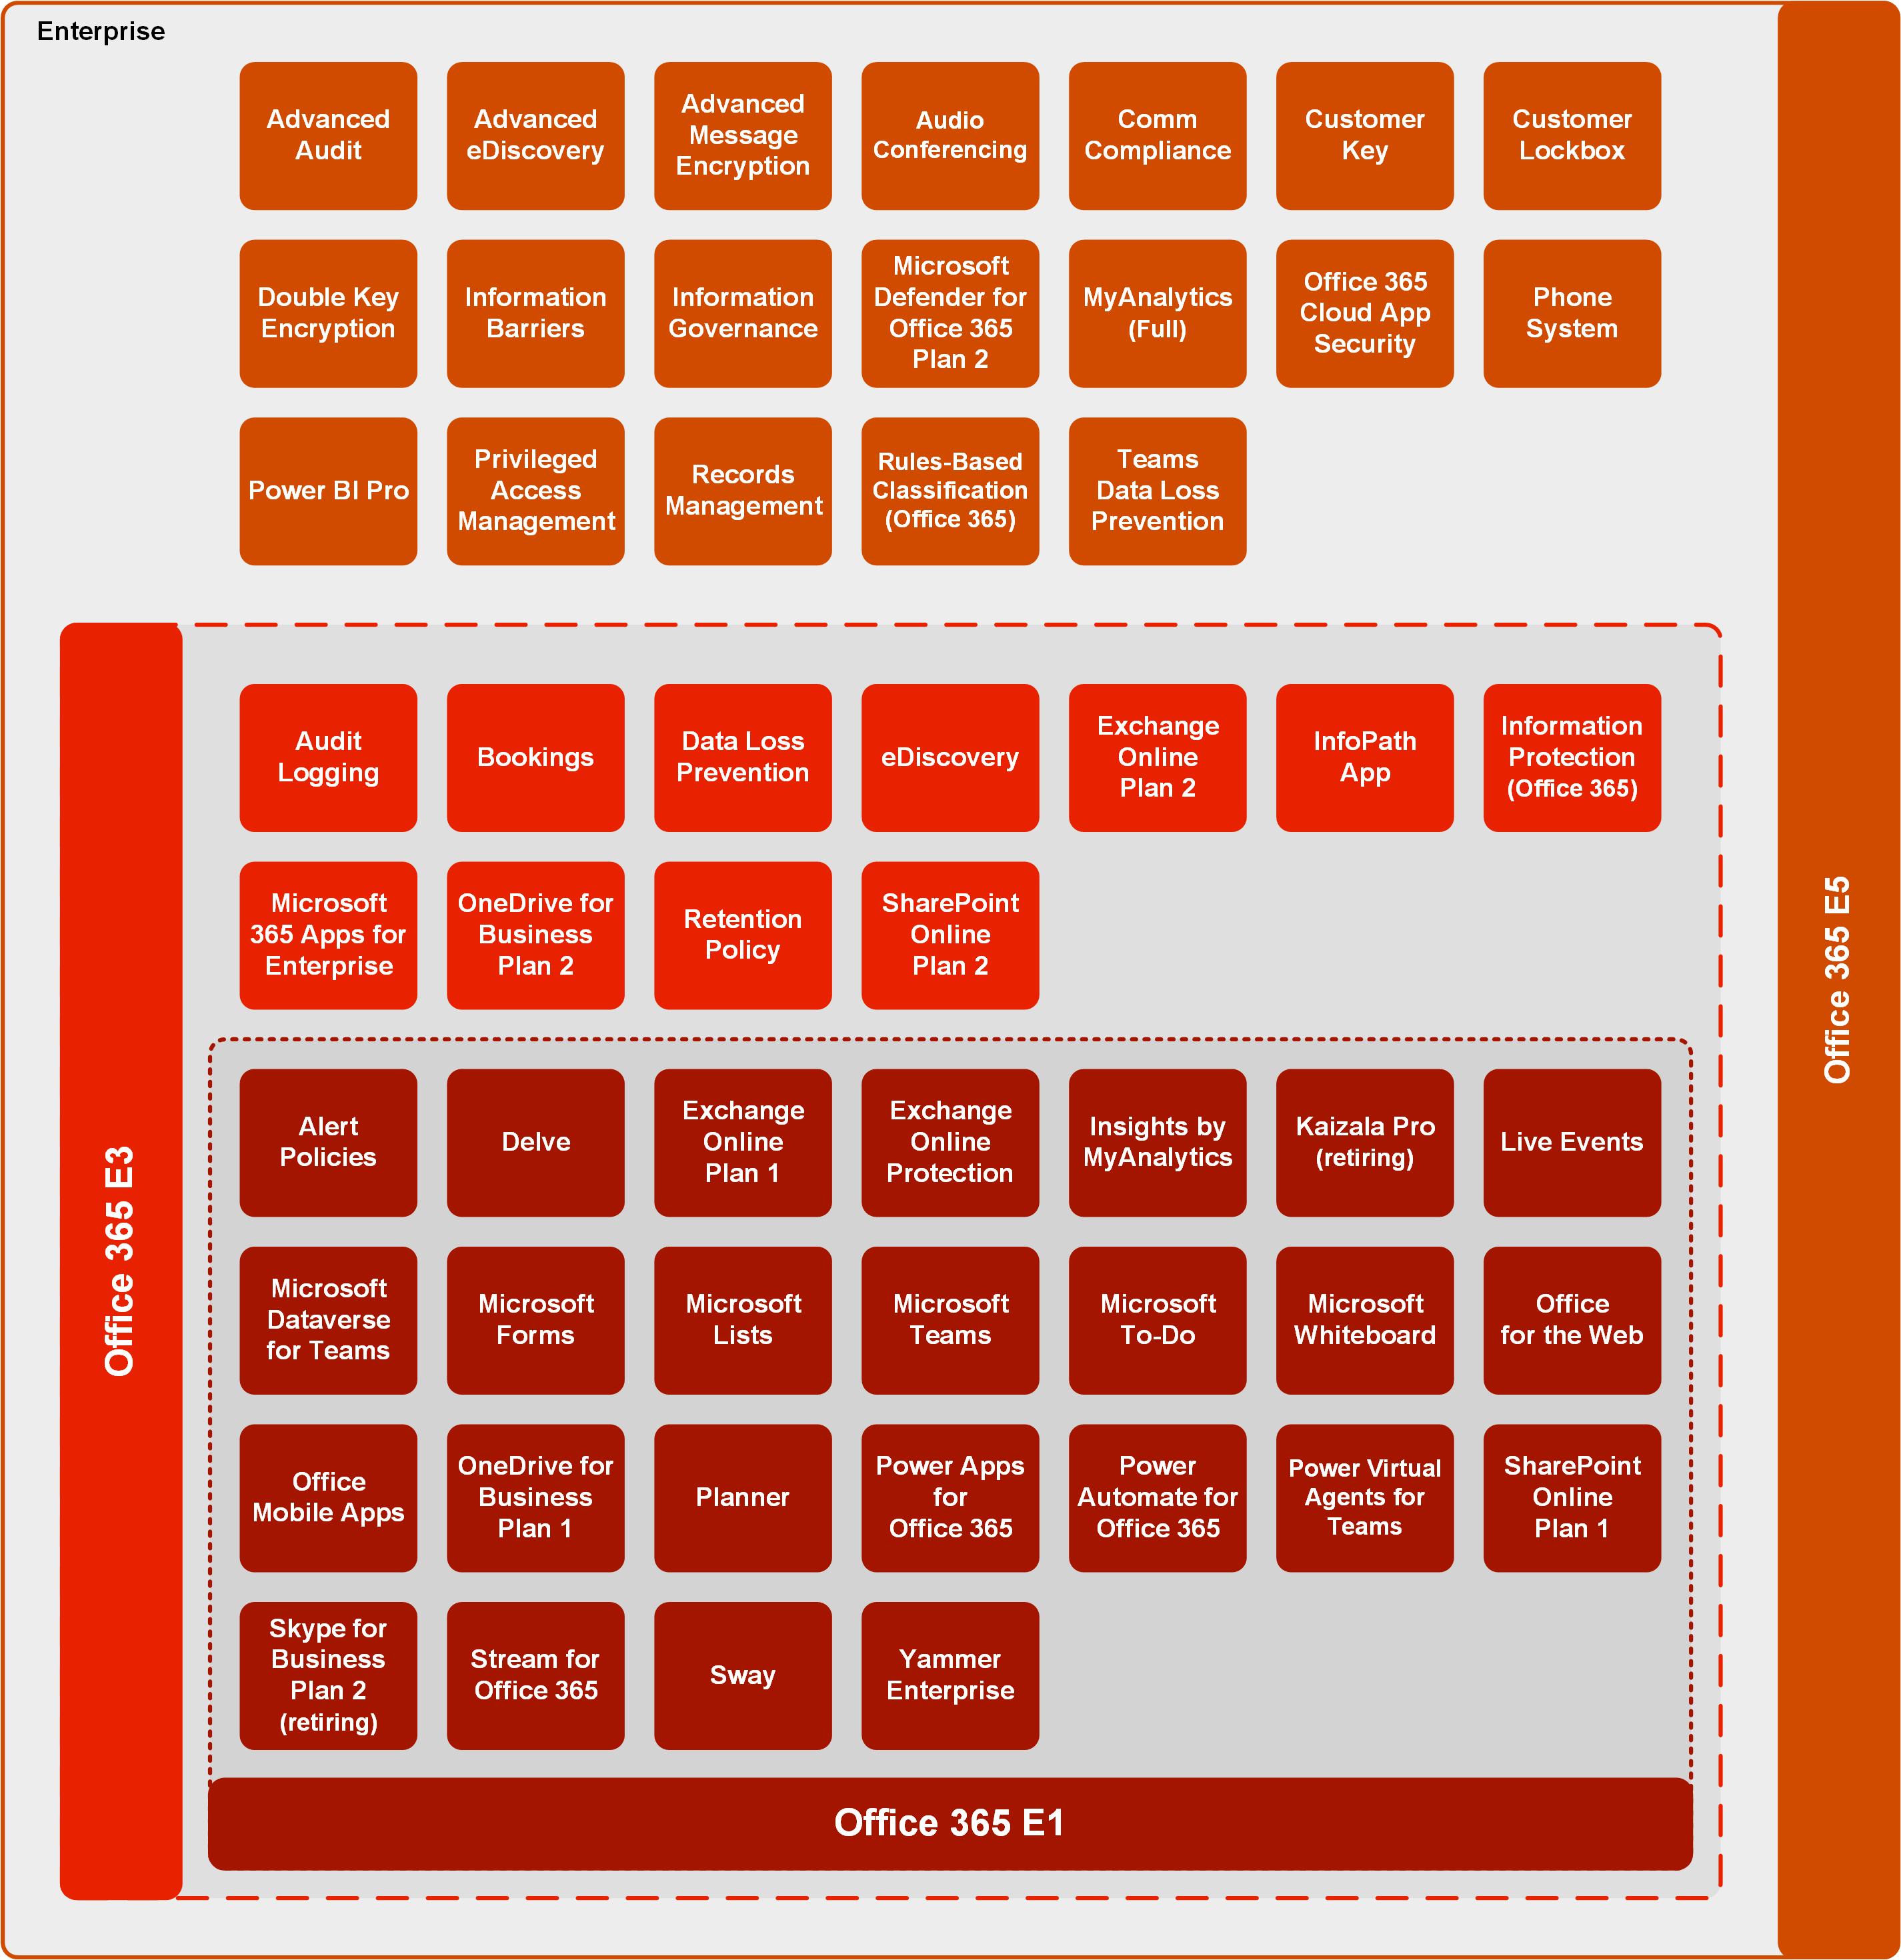 Enterprise
Advanced
Audit
Advanced
eDiscovery
Advanced
Message
Encryption
Audio
Conferencing
Comm
Compliance
Customer
Key
Customer
Lockbox
Double Key
Encryption
Information
Barriers
Information
Governance
Microsoft
Defender for
Office 365
Plan 2
MyAnalytics
(Full)
Office 365
Cloud App
Security
Phone
System
Power BI Pro
Privileged
Access
Management
Records
Management
Rules-Based
Classification
(Office 365)
Teams
Data Loss
Prevention
Office 365 E5
Office 365 E3
Audit
Logging
Bookings
Data Loss
Prevention
eDiscovery
Exchange
Online
Plan 2
InfoPath
App
Information
Protection
(Office 365)
Microsoft
365 Apps for
Enterprise
OneDrive for
Business
Plan 2
Retention
Policy
SharePoint
Online
Plan 2
Alert
Policies
Delve
Exchange
Online
Plan 1
Exchange
Online
Protection
Insights by
MyAnalytics
Kaizala Pro
(retiring)
Live Events
Microsoft
Dataverse
for Teams
Microsoft
Forms
Microsoft
Lists
Microsoft
Teams
Microsoft
To-Do
Microsoft
Whiteboard
Office
for the Web
Office
Mobile Apps
OneDrive for
Business
Plan 1
Planner
Power Apps
for
Office 365
Power
Automate for
Office 365
Power Virtual
Agents for
Teams
SharePoint
Online
Plan 1
Skype for
Business
Plan 2
(retiring)
Stream for
Office 365
Sway
Yammer
Enterprise
Office 365 E1